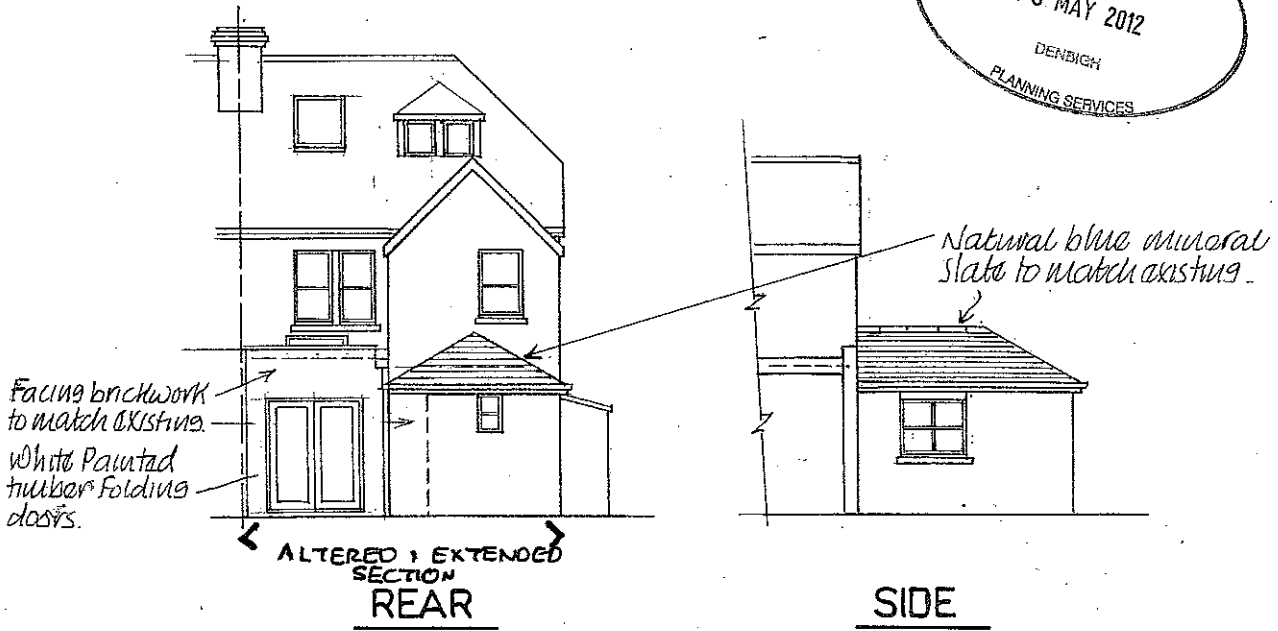 MAY 2012
DENBIGH
PLANNING SERVICES
Natural blue mineral
Slate to match existing.
Facing brickwork
to match existing.
White Painted
timber Folding
doors.
ALTERED & EXTENDED
SECTION
REAR
SIDE